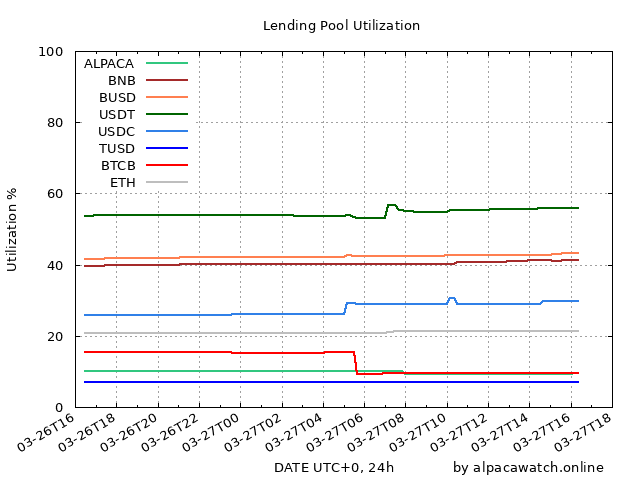 Lending Pool Utilization
100
80
60
40
20
0
Utilization %
ALPACA
BNB
BUSD
USDT
USDC
TUSD
BTCB
ETH
03-26T16
03-26T18
03-26T20
03-26T22
03-27T00
03-27T02
03-27T04
03-27T06
03-27T08
03-27T10
03-27T12
03-27T14
03-27T16
03-27T18
DATE UTC+0, 24h
by alpacawatch.online